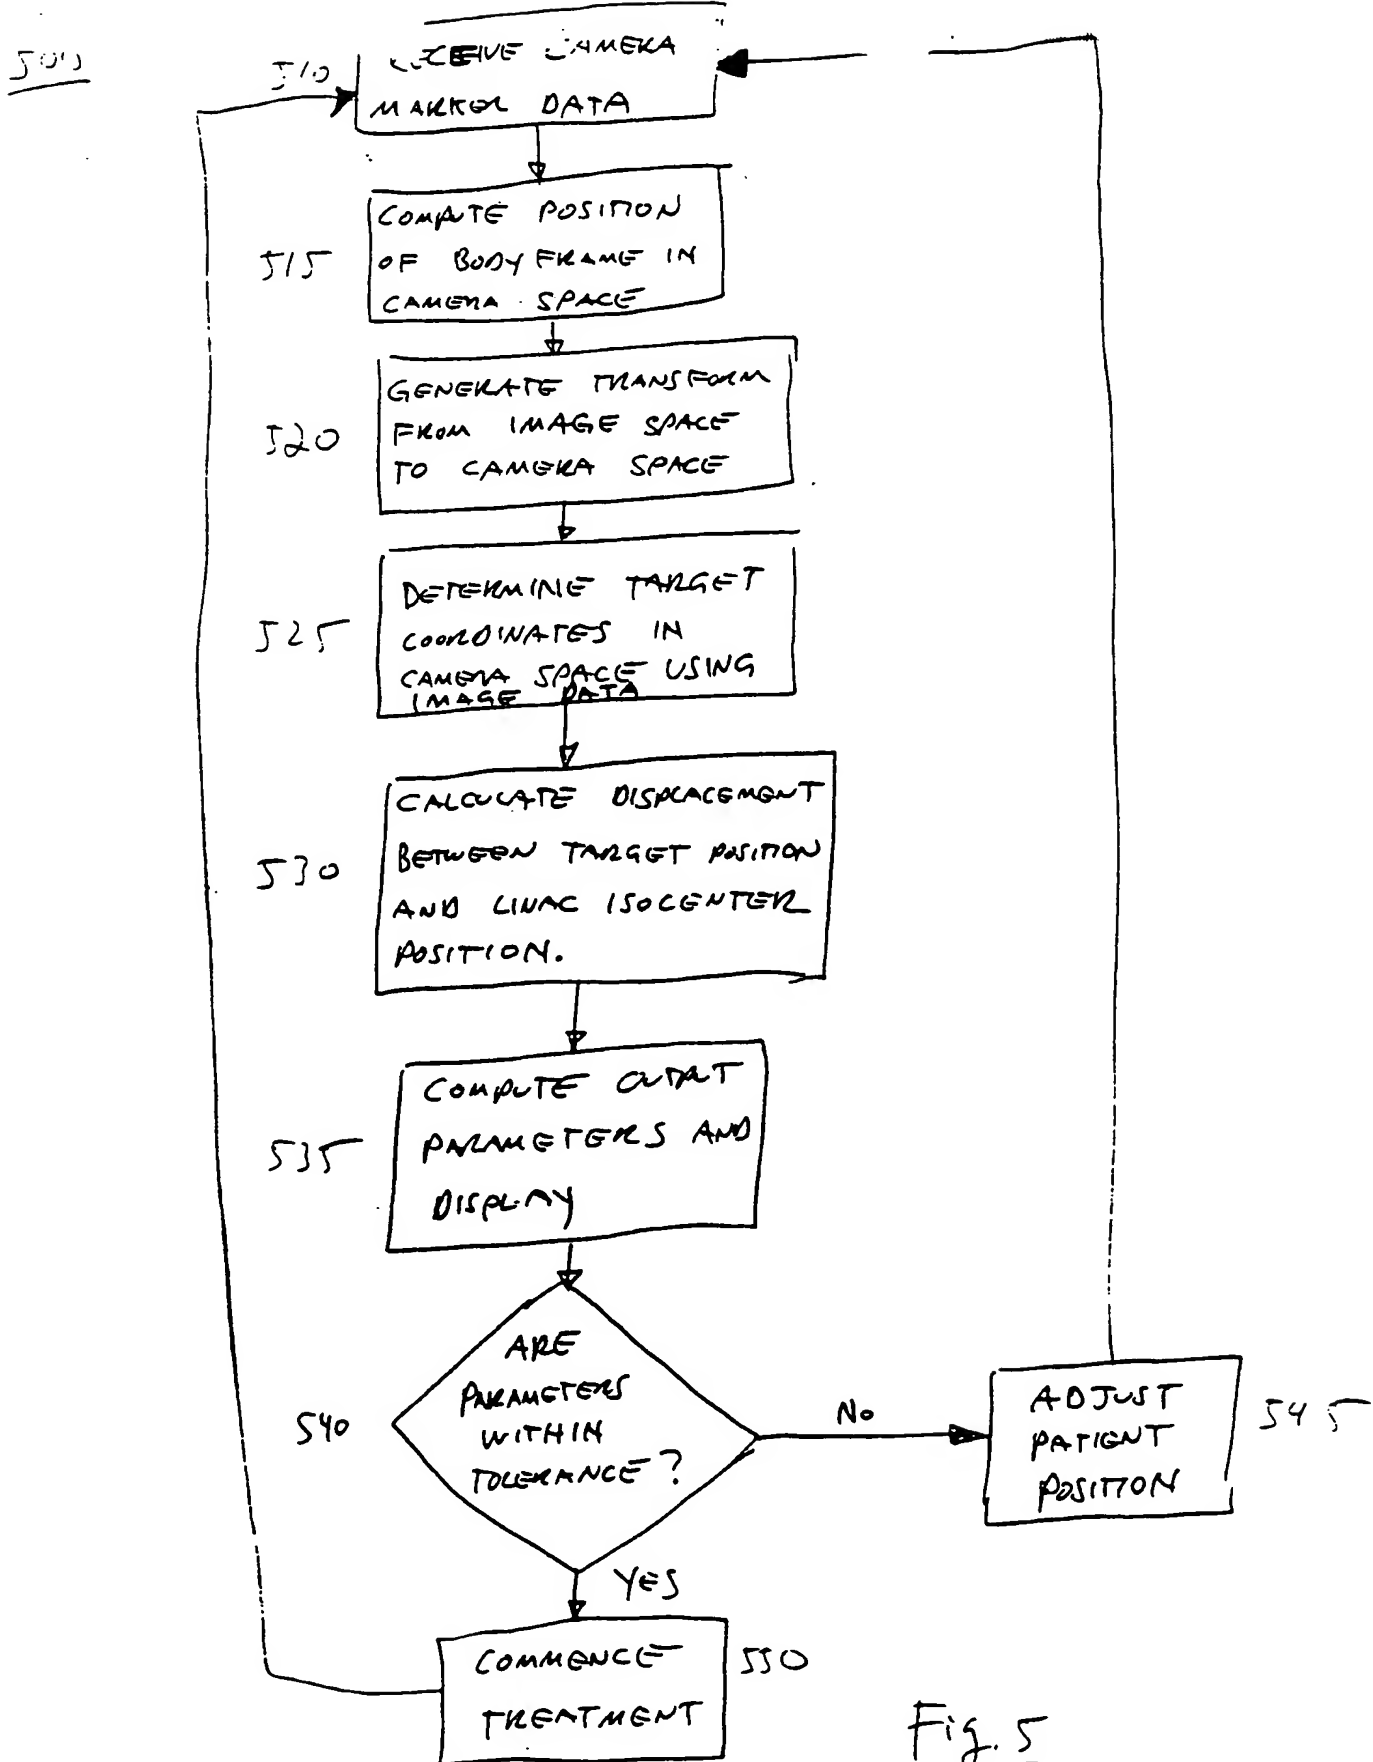 500
510
RECEIVE CAMERA
MARKER DATA
515
COMPUTE POSITION
OF BODY FRAME IN
CAMERA SPACE
520
GENERATE TRANSFORM
FROM IMAGE SPACE
TO CAMERA SPACE
525
DETERMINE TARGET
COORDINATES IN
CAMERA SPACE USING
IMAGE DATA
530
CALCULATE DISPLACEMENT
BETWEEN TARGET POSITION
AND LINAC ISOCENTER
POSITION.
535
COMPUTE OUTPUT
PARAMETERS AND
DISPLAY
540
ARE
PARAMETERS
WITHIN
TOLERANCE?
No
ADJUST
PATIENT
POSITION
545
YES
COMMENCE
TREATMENT
550
Fig. 5